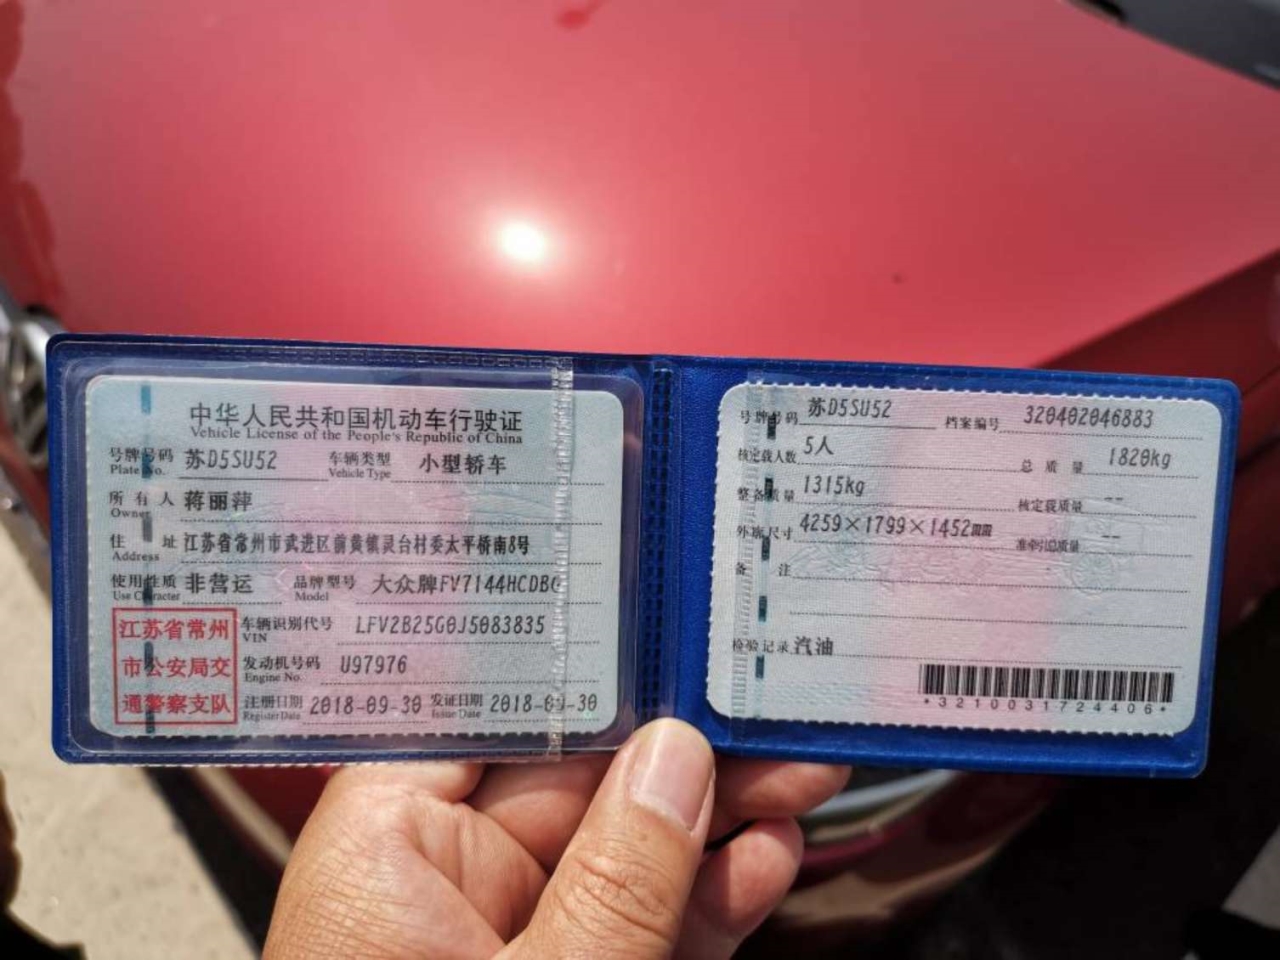 中华人民共和国机动车行驶证
Vehicle License of the People's Republic of China
号牌号码 苏D5SU52 车辆类型 小型轿车
Plate No. Vehicle Type
所有人 蒋丽萍
Owner
住址 江苏省常州市武进区前黄镇灵台村委太平桥南8号
Address
使用性质 非营运 品牌型号 大众牌FV7144HCDBG
Use Character Model
江苏省常州
市公安局交
通警察支队
车辆识别代号 LFV2B25G0J5083835
VIN
发动机号码 U97976
Engine No.
注册日期 2018-09-30 发证日期 2018-09-30
Register Date Issue Date
号牌号码 苏D5SU52 档案编号 320402046883
核定载人数 5人 总质量 1820kg
整备质量 1315kg 核定载质量 --
外廓尺寸 4259×1799×1452mm 准牵引总质量 --
备注
检验记录 汽油
*3210031724406*